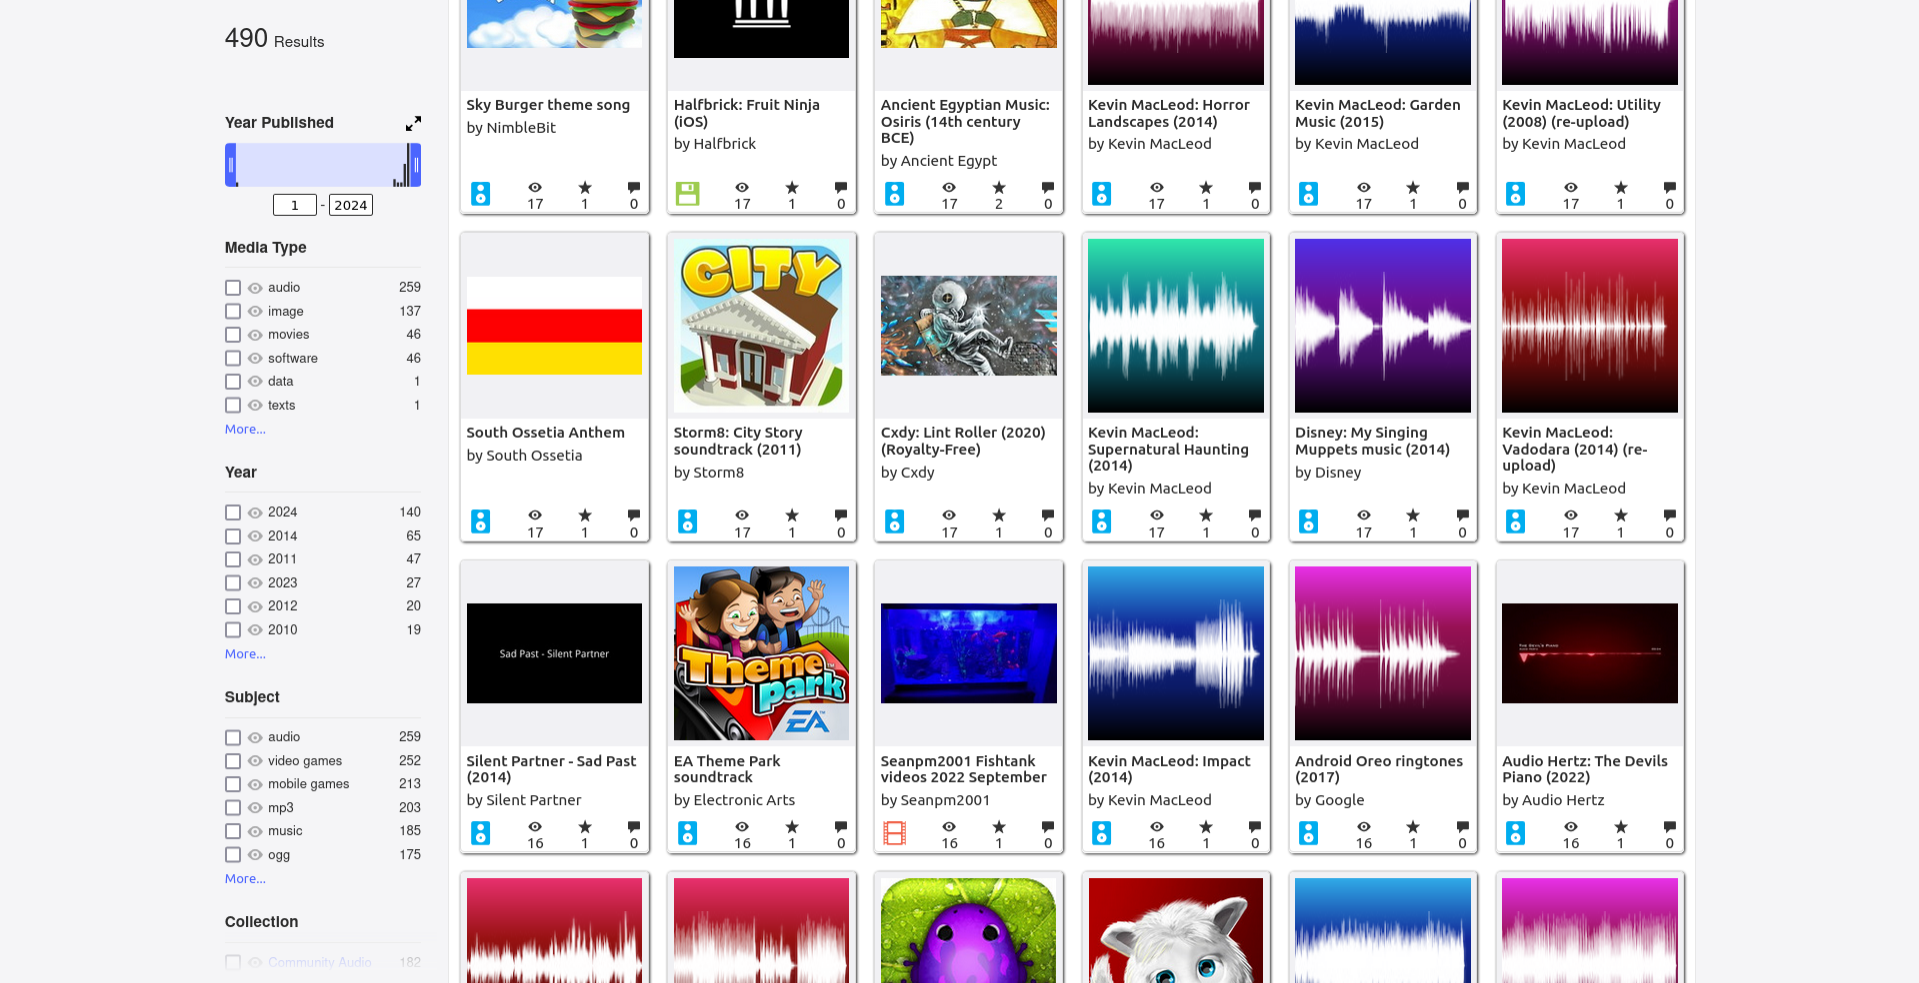 490 Results
Year Published
1 - 2024
Media Type
audio 259
image 137
movies 46
software 46
data 1
texts 1
More...
Year
2024 140
2014 65
2011 47
2023 27
2012 20
2010 19
More...
Subject
audio 259
video games 252
mobile games 213
mp3 203
music 185
ogg 175
More...
Collection
Community Audio 182
Sky Burger theme song
by NimbleBit
17 1 0
Halfbrick: Fruit Ninja
(iOS)
by Halfbrick
17 1 0
Ancient Egyptian Music:
Osiris (14th century
BCE)
by Ancient Egypt
17 2 0
Kevin MacLeod: Horror
Landscapes (2014)
by Kevin MacLeod
17 1 0
Kevin MacLeod: Garden
Music (2015)
by Kevin MacLeod
17 1 0
Kevin MacLeod: Utility
(2008) (re-upload)
by Kevin MacLeod
17 1 0
South Ossetia Anthem
by South Ossetia
17 1 0
CITY
Storm8: City Story
soundtrack (2011)
by Storm8
17 1 0
Cxdy: Lint Roller (2020)
(Royalty-Free)
by Cxdy
17 1 0
Kevin MacLeod:
Supernatural Haunting
(2014)
by Kevin MacLeod
17 1 0
Disney: My Singing
Muppets music (2014)
by Disney
17 1 0
Kevin MacLeod:
Vadodara (2014) (re-
upload)
by Kevin MacLeod
17 1 0
Sad Past - Silent Partner
Silent Partner - Sad Past
(2014)
by Silent Partner
16 1 0
Theme
park
EA
EA Theme Park
soundtrack
by Electronic Arts
16 1 0
Seanpm2001 Fishtank
videos 2022 September
by Seanpm2001
16 1 0
Kevin MacLeod: Impact
(2014)
by Kevin MacLeod
16 1 0
Android Oreo ringtones
(2017)
by Google
16 1 0
THE DEVIL'S PIANO
Audio Hertz: The Devils
Piano (2022)
by Audio Hertz
16 1 0